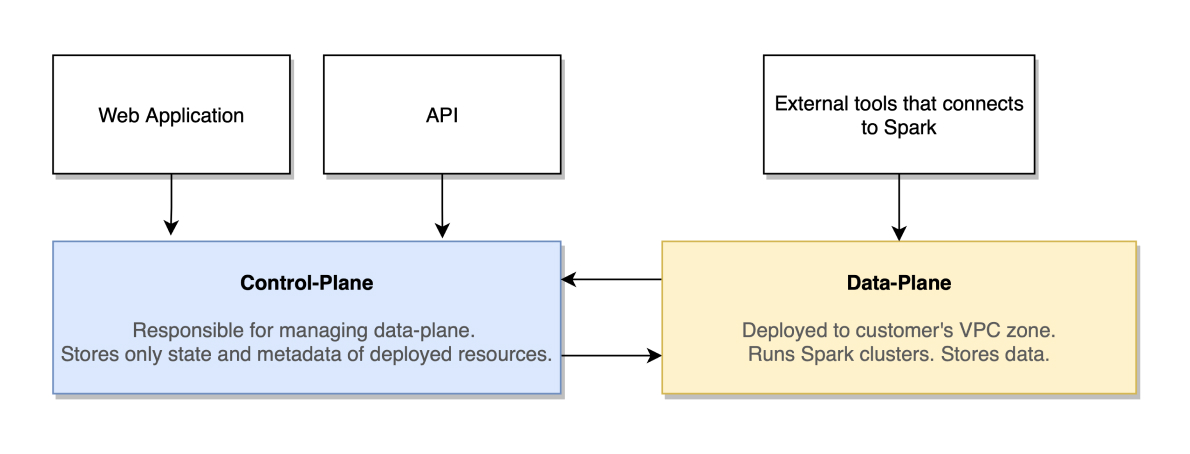 Web Application
API
External tools that connects
to Spark
Control-Plane
Responsible for managing data-plane.
Stores only state and metadata of deployed resources.
Data-Plane
Deployed to customer's VPC zone.
Runs Spark clusters. Stores data.